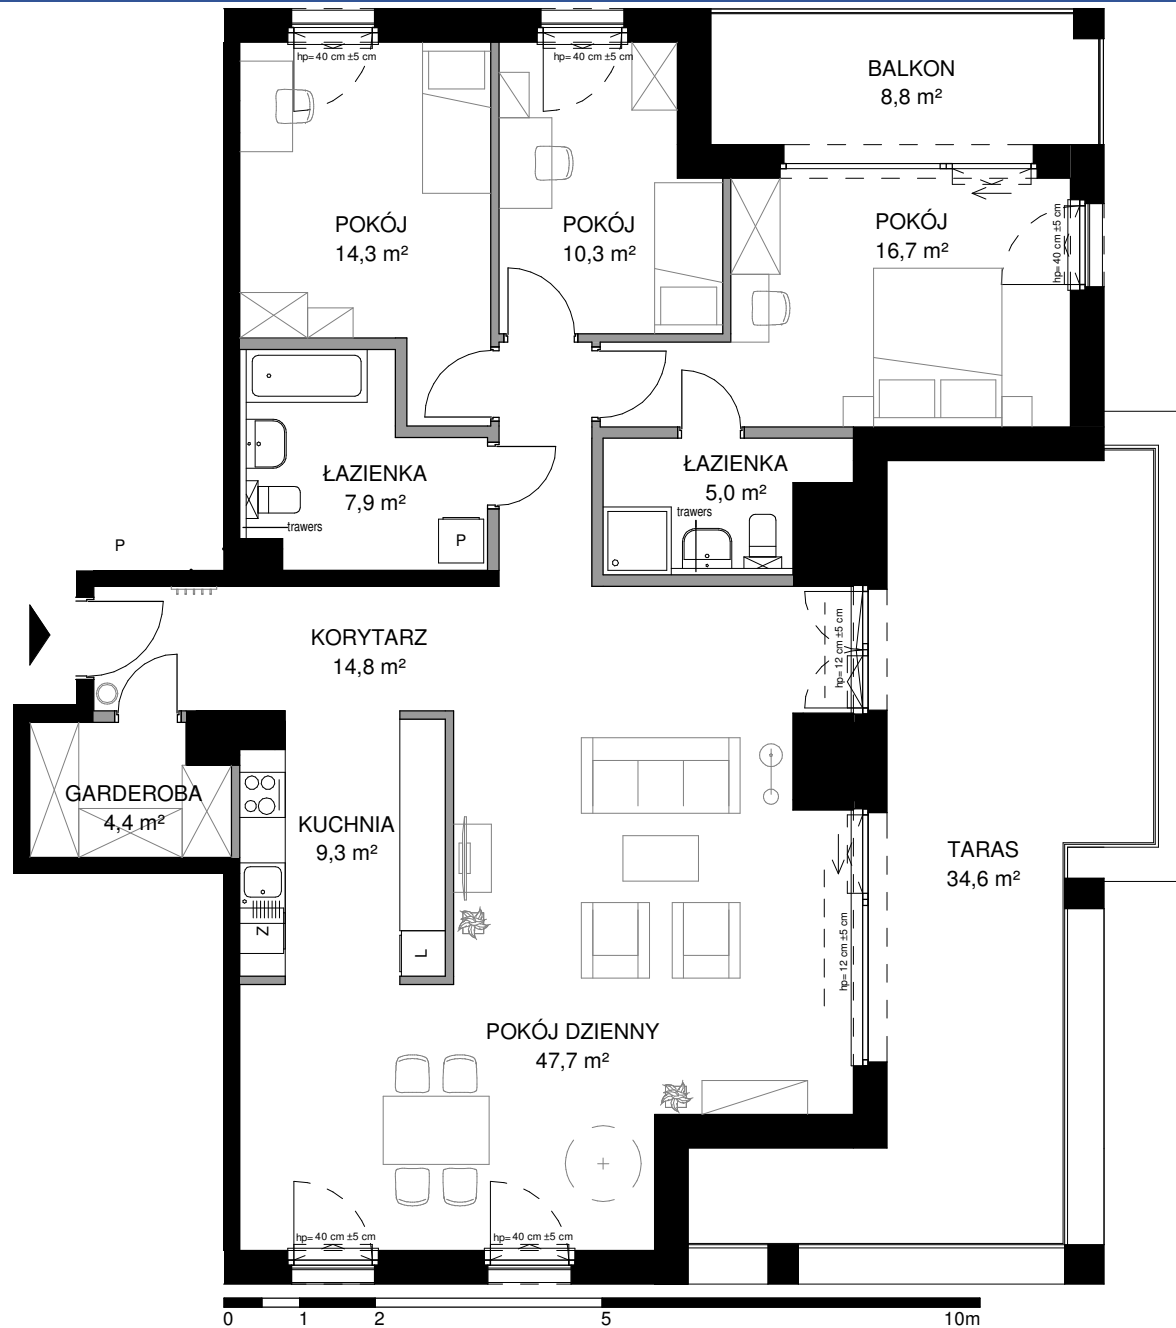 hp= 40 cm ±5 cm
hp= 40 cm ±5 cm
BALKON
8,8 m²
POKÓJ
14,3 m²
POKÓJ
10,3 m²
POKÓJ
16,7 m²
hp= 40 cm ±5 cm
ŁAZIENKA
7,9 m²
trawers
P
ŁAZIENKA
5,0 m²
trawers
P
KORYTARZ
14,8 m²
hp= 12 cm ±5 cm
GARDEROBA
4,4 m²
KUCHNIA
9,3 m²
Z
L
TARAS
34,6 m²
hp= 12 cm ±5 cm
POKÓJ DZIENNY
47,7 m²
hp= 40 cm ±5 cm
hp= 40 cm ±5 cm
0 1 2 5 10m